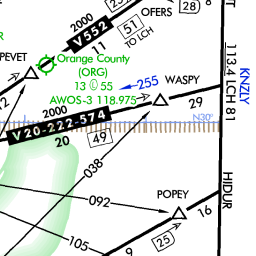 OFERS
28
2000
V552
51
11
TO LCH
PEVET
Orange County
(ORG)
13 55
AWOS-3 118.975
255
WASPY
113.4 LCH 81
KNZLY
2000
29
12
V20-222-574
N30°
20
49
038
HIDUR
092
POPEY
16
105
9
25